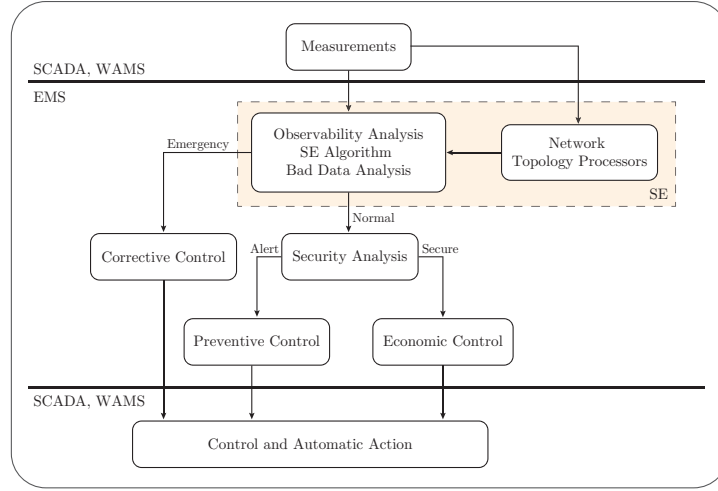 Measurements
SCADA, WAMS
EMS
Observability Analysis
SE Algorithm
Bad Data Analysis
Network
Topology Processors
Emergency
SE
Normal
Corrective Control
Alert
Security Analysis
Secure
Preventive Control
Economic Control
SCADA, WAMS
Control and Automatic Action